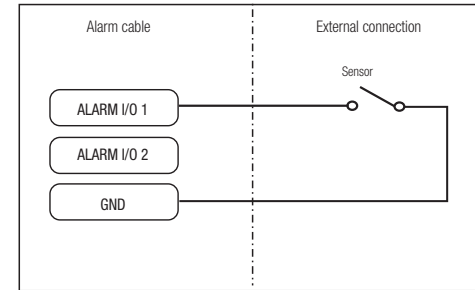 Alarm cable
External connection
Sensor
ALARM I/O 1
ALARM I/O 2
GND